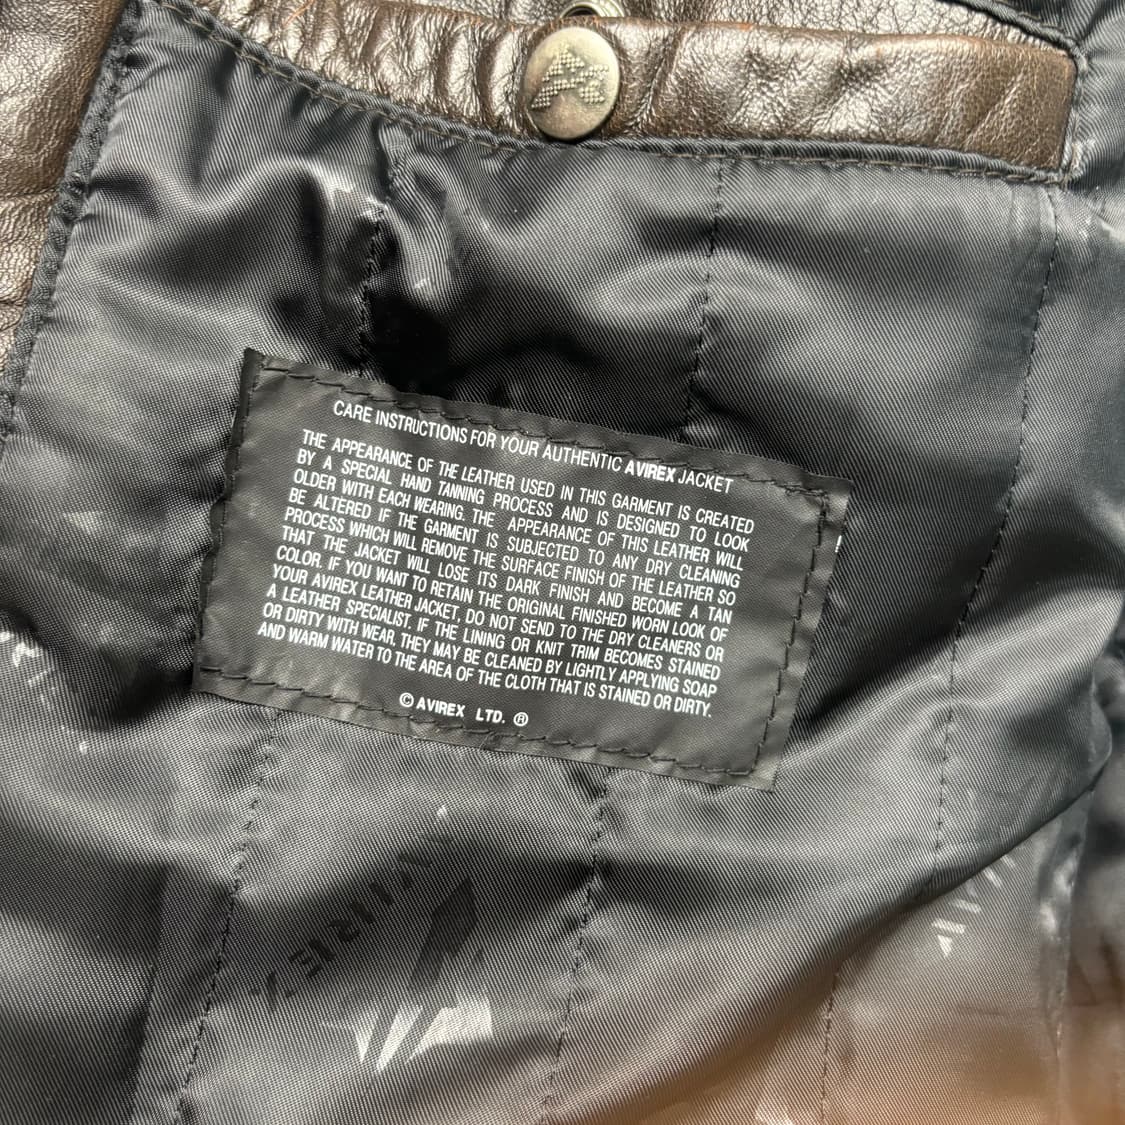 CARE INSTRUCTIONS FOR YOUR AUTHENTIC AVIREX JACKET
THE APPEARANCE OF THE LEATHER USED IN THIS GARMENT IS CREATED
BY A SPECIAL HAND TANNING PROCESS AND IS DESIGNED TO LOOK
OLDER WITH EACH WEARING. THE APPEARANCE OF THIS LEATHER WILL
BE ALTERED IF THE GARMENT IS SUBJECTED TO ANY DRY CLEANING
PROCESS WHICH WILL REMOVE THE SURFACE FINISH OF THE LEATHER SO
THAT THE JACKET WILL LOSE ITS DARK FINISH AND BECOME A TAN
COLOR. IF YOU WANT TO RETAIN THE ORIGINAL FINISHED WORN LOOK OF
YOUR AVIREX LEATHER JACKET, DO NOT SEND TO THE DRY CLEANERS OR
A LEATHER SPECIALIST. IF THE LINING OR KNIT TRIM BECOMES STAINED
OR DIRTY WITH WEAR, THEY MAY BE CLEANED BY LIGHTLY APPLYING SOAP
AND WARM WATER TO THE AREA OF THE CLOTH THAT IS STAINED OR DIRTY.
© AVIREX LTD. ®
AVIREX